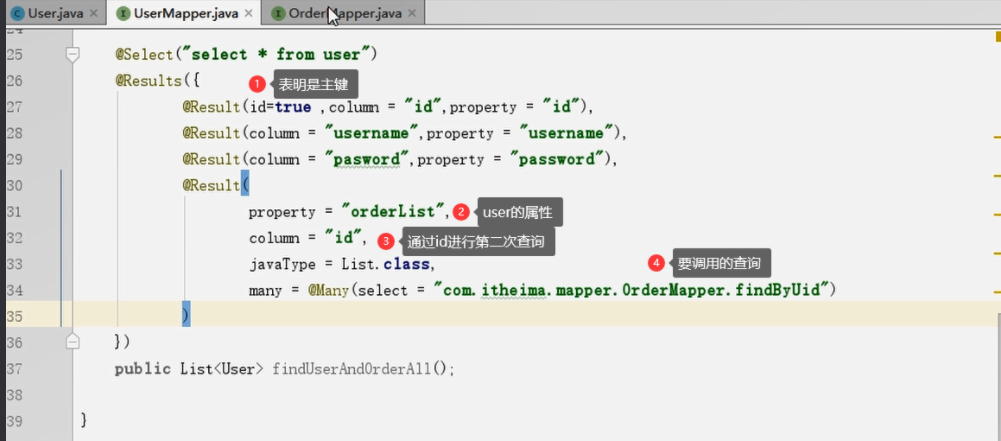 User.java × UserMapper.java × OrderMapper.java ×
24
25 @Select("select * from user")
26 @Results({
1 表明是主键
27 @Result(id=true ,column = "id",property = "id"),
28 @Result(column = "username",property = "username"),
29 @Result(column = "pasword",property = "password"),
30 @Result(
31 property = "orderList", 2 user的属性
32 column = "id", 3 通过id进行第二次查询
33 javaType = List.class, 4 要调用的查询
34 many = @Many(select = "com.itheima.mapper.OrderMapper.findByUid")
35 )
36 })
37 public List<User> findUserAndOrderAll();
38
39 }